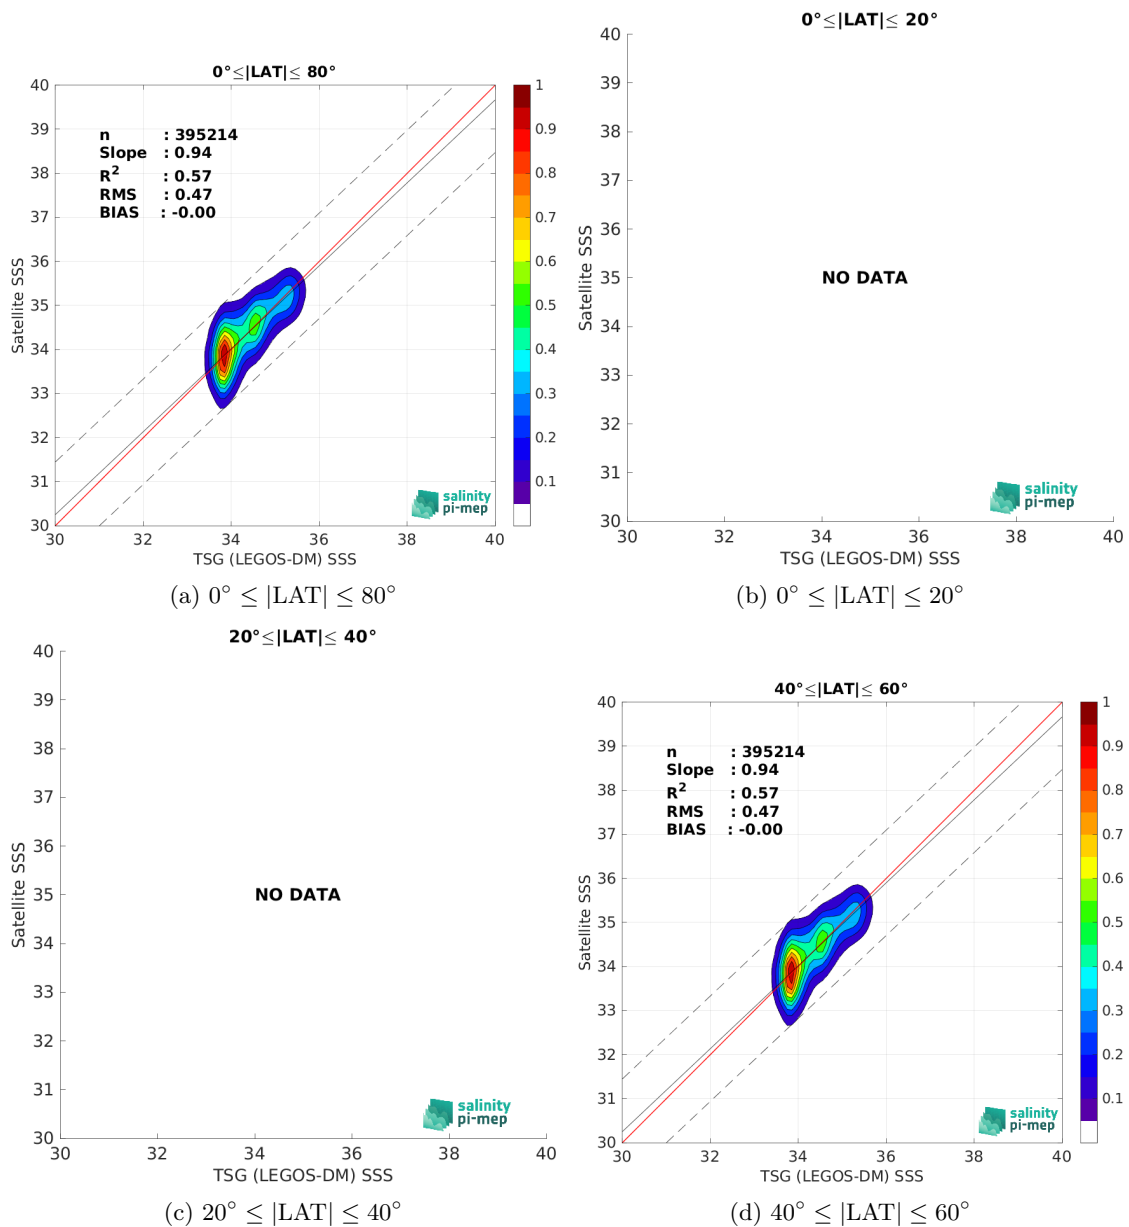 0°≤|LAT|≤ 80°
40
39
38
37
36
35
34
33
32
31
30
Satellite SSS
n : 395214
Slope : 0.94
R² : 0.57
RMS : 0.47
BIAS : -0.00
salinity
pi-mep
30 32 34 36 38 40
TSG (LEGOS-DM) SSS
1
0.9
0.8
0.7
0.6
0.5
0.4
0.3
0.2
0.1
(a) 0° ≤ |LAT| ≤ 80°
0°≤|LAT|≤ 20°
40
39
38
37
36
35
34
33
32
31
30
Satellite SSS
NO DATA
salinity
pi-mep
30 32 34 36 38 40
TSG (LEGOS-DM) SSS
(b) 0° ≤ |LAT| ≤ 20°
20°≤|LAT|≤ 40°
40
39
38
37
36
35
34
33
32
31
30
Satellite SSS
NO DATA
salinity
pi-mep
30 32 34 36 38 40
TSG (LEGOS-DM) SSS
(c) 20° ≤ |LAT| ≤ 40°
40°≤|LAT|≤ 60°
40
39
38
37
36
35
34
33
32
31
30
Satellite SSS
n : 395214
Slope : 0.94
R² : 0.57
RMS : 0.47
BIAS : -0.00
salinity
pi-mep
30 32 34 36 38 40
TSG (LEGOS-DM) SSS
1
0.9
0.8
0.7
0.6
0.5
0.4
0.3
0.2
0.1
(d) 40° ≤ |LAT| ≤ 60°